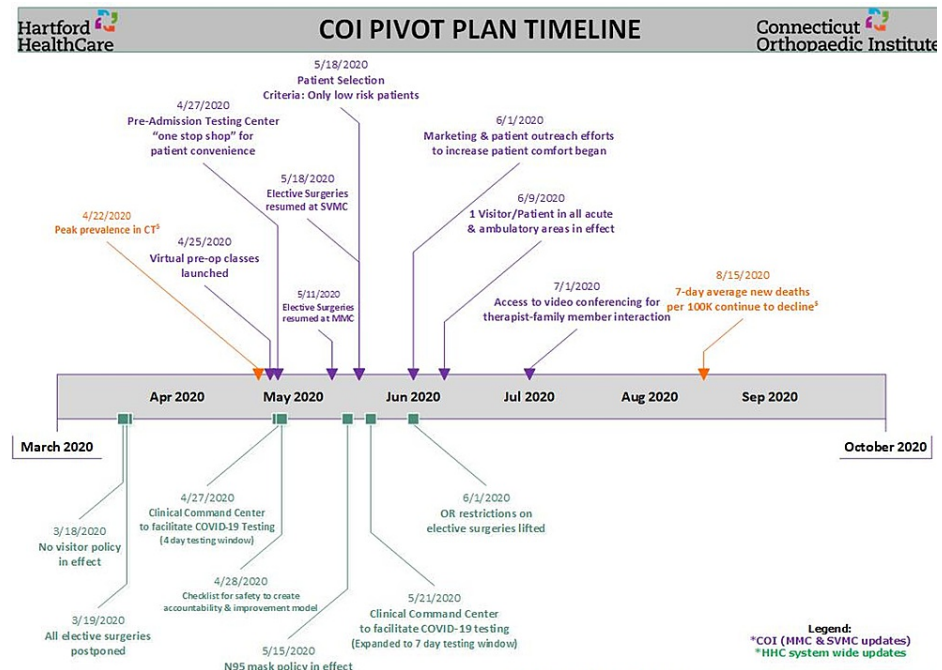 Hartford
HealthCare
COI PIVOT PLAN TIMELINE
Connecticut
Orthopaedic Institute
5/18/2020
Patient Selection
Criteria: Only low risk patients
4/27/2020
Pre-Admission Testing Center
“one stop shop” for
patient convenience
6/1/2020
Marketing & patient outreach efforts
to increase patient comfort began
5/18/2020
Elective Surgeries
resumed at SVMC
6/9/2020
1 Visitor/Patient in all acute
& ambulatory areas in effect
4/22/2020
Peak prevalence in CT⁵
4/25/2020
Virtual pre-op classes
launched
5/11/2020
Elective Surgeries
resumed at MMC
7/1/2020
Access to video conferencing for
therapist-family member interaction
8/15/2020
7-day average new deaths
per 100K continue to decline⁵
Apr 2020
May 2020
Jun 2020
Jul 2020
Aug 2020
Sep 2020
March 2020
October 2020
3/18/2020
No visitor policy
in effect
3/19/2020
All elective surgeries
postponed
4/27/2020
Clinical Command Center
to facilitate COVID-19 Testing
(4 day testing window)
4/28/2020
Checklist for safety to create
accountability & improvement model
5/15/2020
N95 mask policy in effect
5/21/2020
Clinical Command Center
to facilitate COVID-19 testing
(Expanded to 7 day testing window)
6/1/2020
OR restrictions on
elective surgeries lifted
Legend:
*COI (MMC & SVMC updates)
*HHC system wide updates